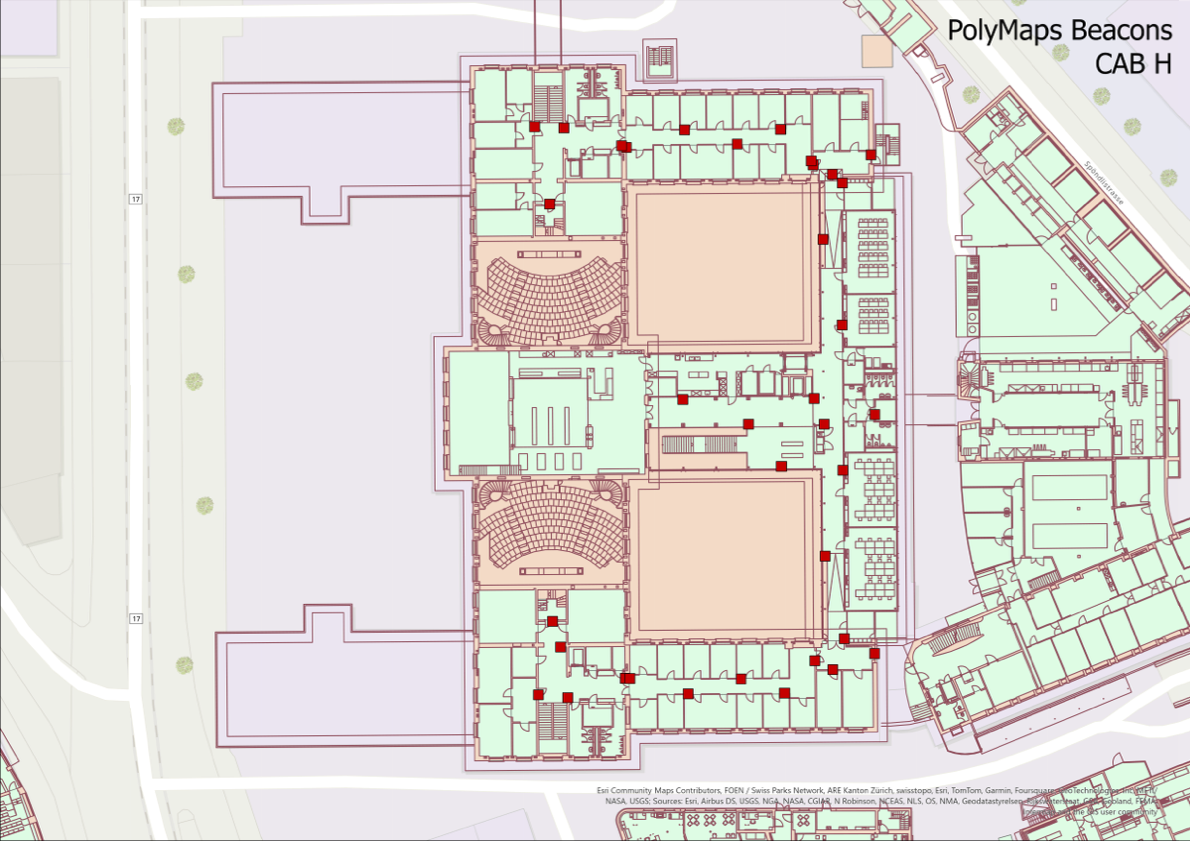 PolyMaps Beacons
CAB H
17
Spöndlistrasse
17
Esri Community Maps Contributors, FOEN / Swiss Parks Network, ARE Kanton Zürich, swisstopo, Esri, TomTom, Garmin, Foursquare, GeoTechnologies, Inc, METI/
NASA, USGS; Sources: Esri, Airbus DS, USGS, NGA, NASA, CGIAR, N Robinson, NCEAS, NLS, OS, NMA, Geodatastyrelsen, Rijkswaterstaat, GSA, Geoland, FEMA,
and the GIS user community